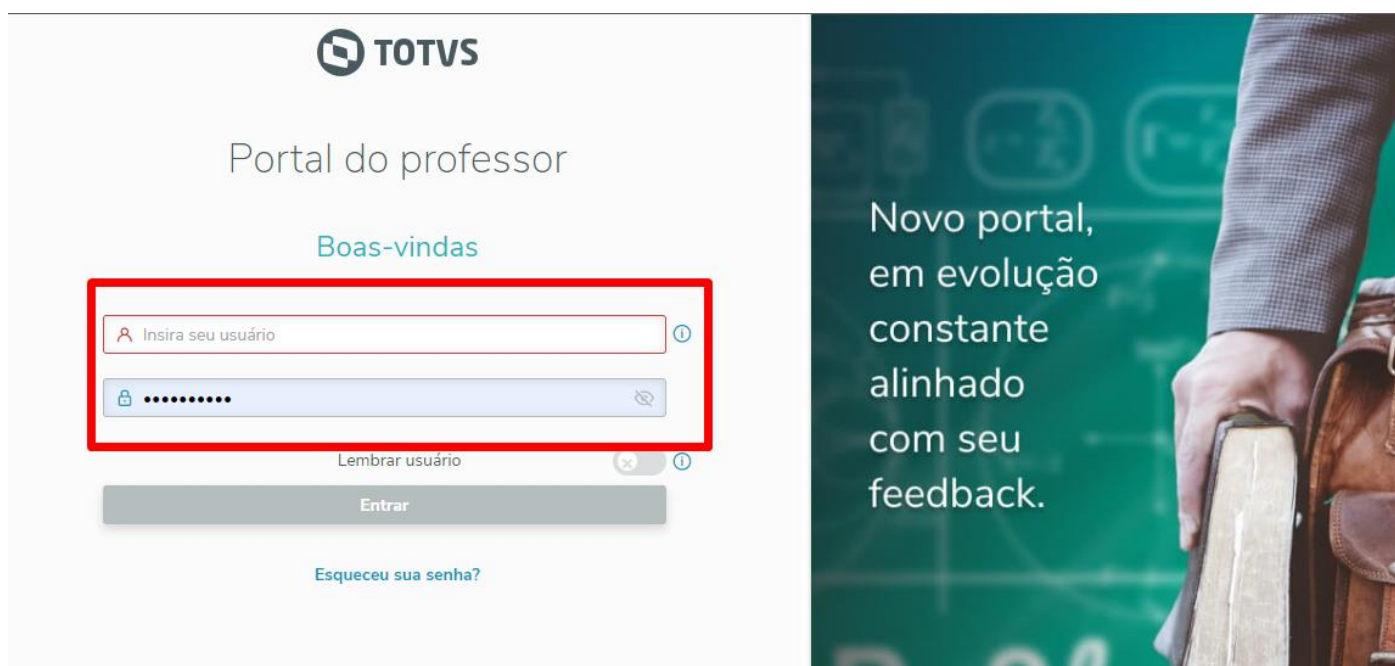 TOTVS
Portal do professor
Boas-vindas
Insira seu usuário
••••••••••
Lembrar usuário
Entrar
Esqueceu sua senha?
Novo portal,
em evolução
constante
alinhado
com seu
feedback.